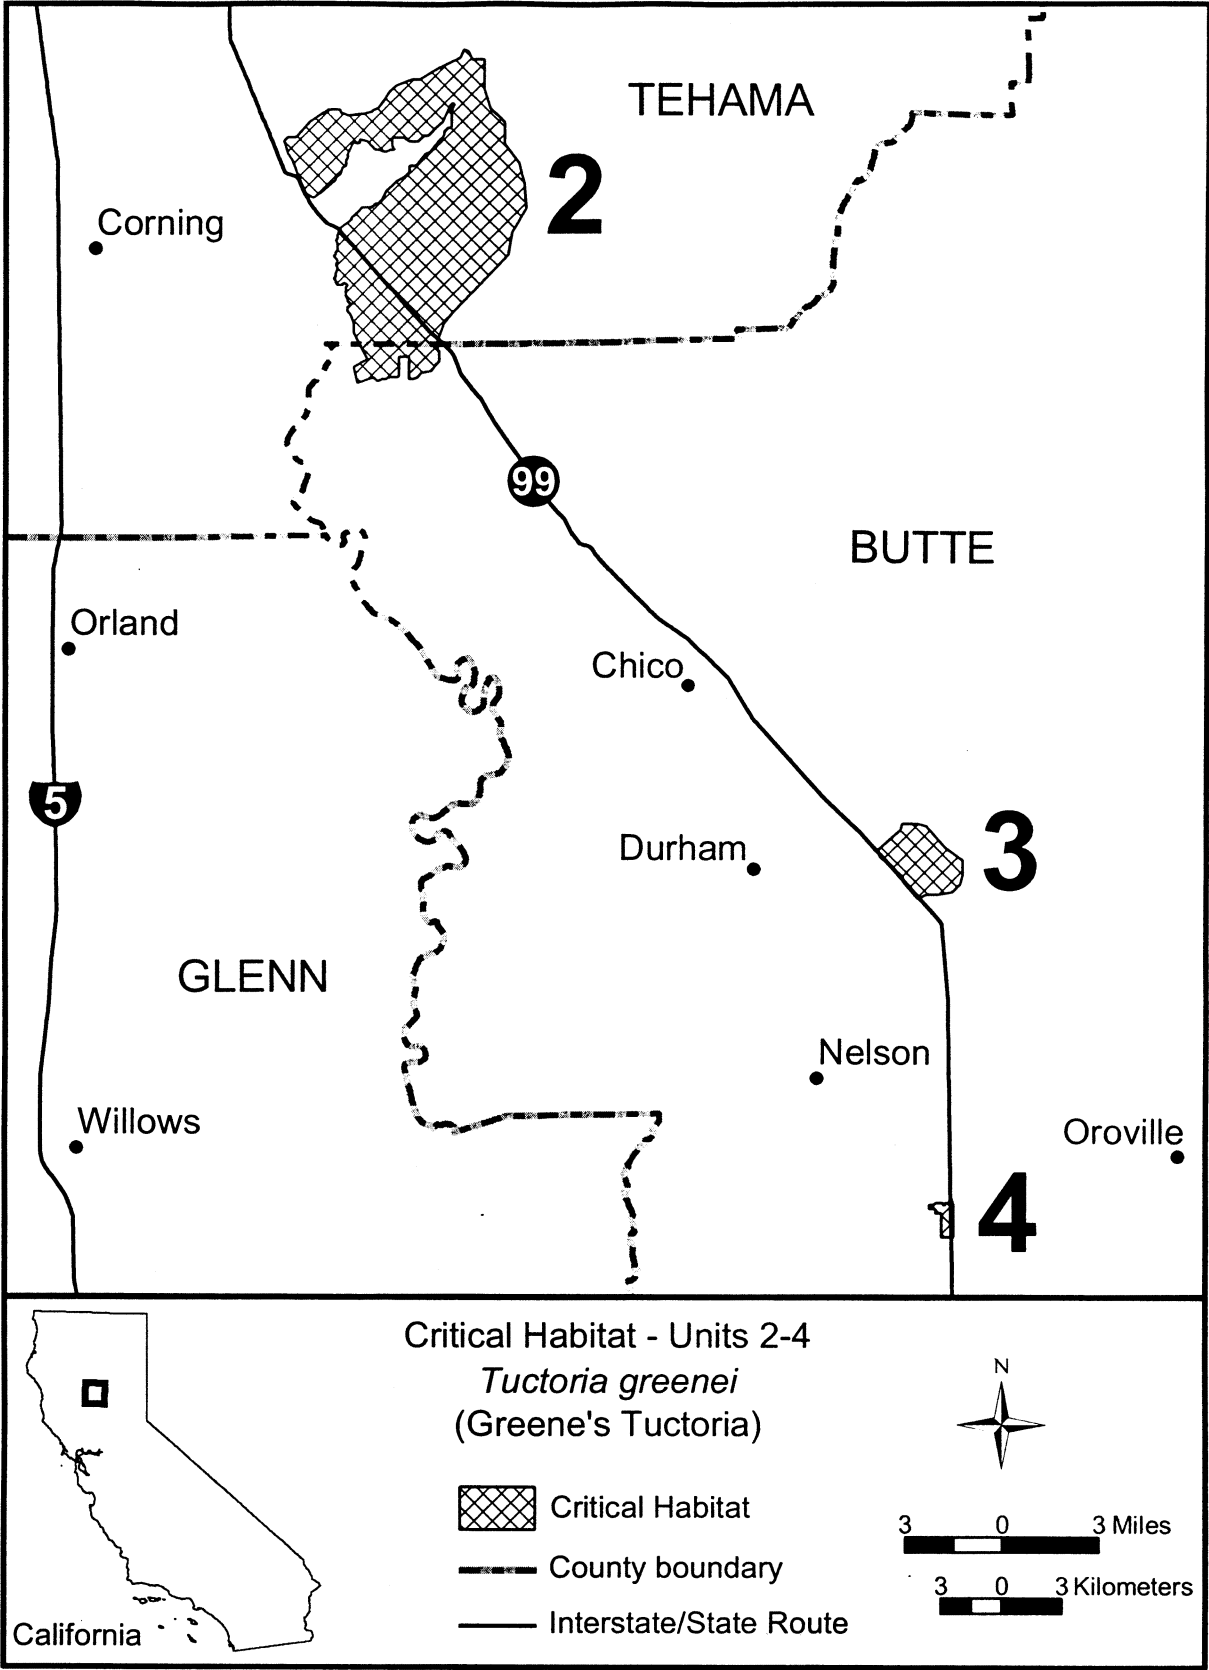 TEHAMA
2
Corning
99
BUTTE
Orland
Chico
5
3
Durham
GLENN
Nelson
Willows
Oroville
4
Critical Habitat - Units 2-4
Tuctoria greenei
(Greene's Tuctoria)
N
Critical Habitat
3 0 3 Miles
County boundary
3 0 3 Kilometers
Interstate/State Route
California